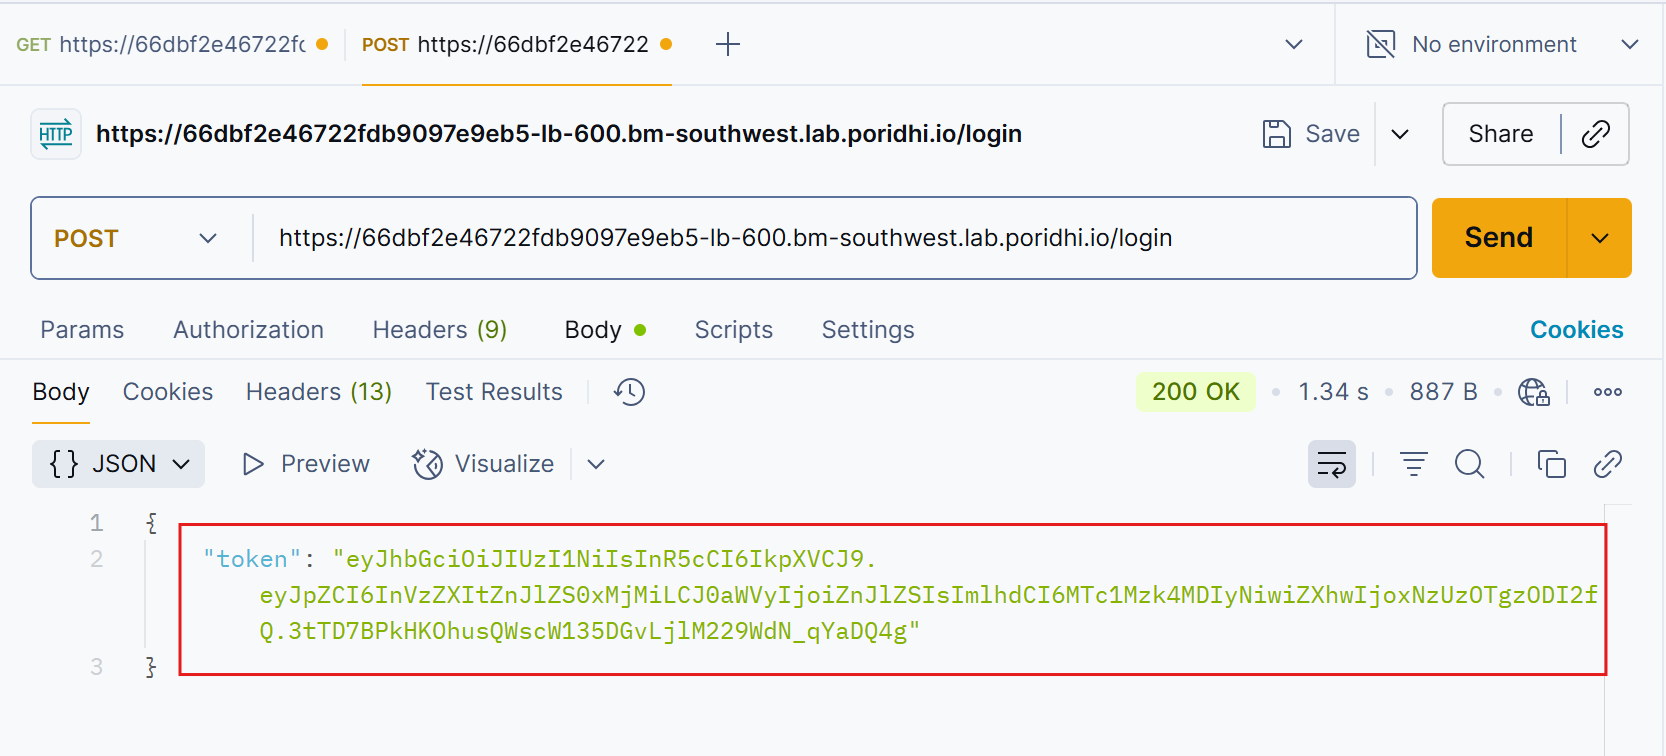 GET https://66dbf2e46722fc
POST https://66dbf2e46722
No environment
HTTP
https://66dbf2e46722fdb9097e9eb5-lb-600.bm-southwest.lab.poridhi.io/login
Save
Share
POST
https://66dbf2e46722fdb9097e9eb5-lb-600.bm-southwest.lab.poridhi.io/login
Send
Params Authorization Headers (9) Body Scripts Settings Cookies
Body Cookies Headers (13) Test Results 200 OK • 1.34 s • 887 B
{} JSON Preview Visualize
1 {
2 "token": "eyJhbGciOiJIUzI1NiIsInR5cCI6IkpXVCJ9.
eyJpZCI6InVzZXItZnJlZS0xMjMiLCJ0aWVyIjoiZnJlZSIsImlhdCI6MTc1Mzk4MDIyNiwiZXhwIjoxNzUzOTgzODI2f
Q.3tTD7BPkHKOhusQWscW135DGvLjlM229WdN_qYaDQ4g"
3 }